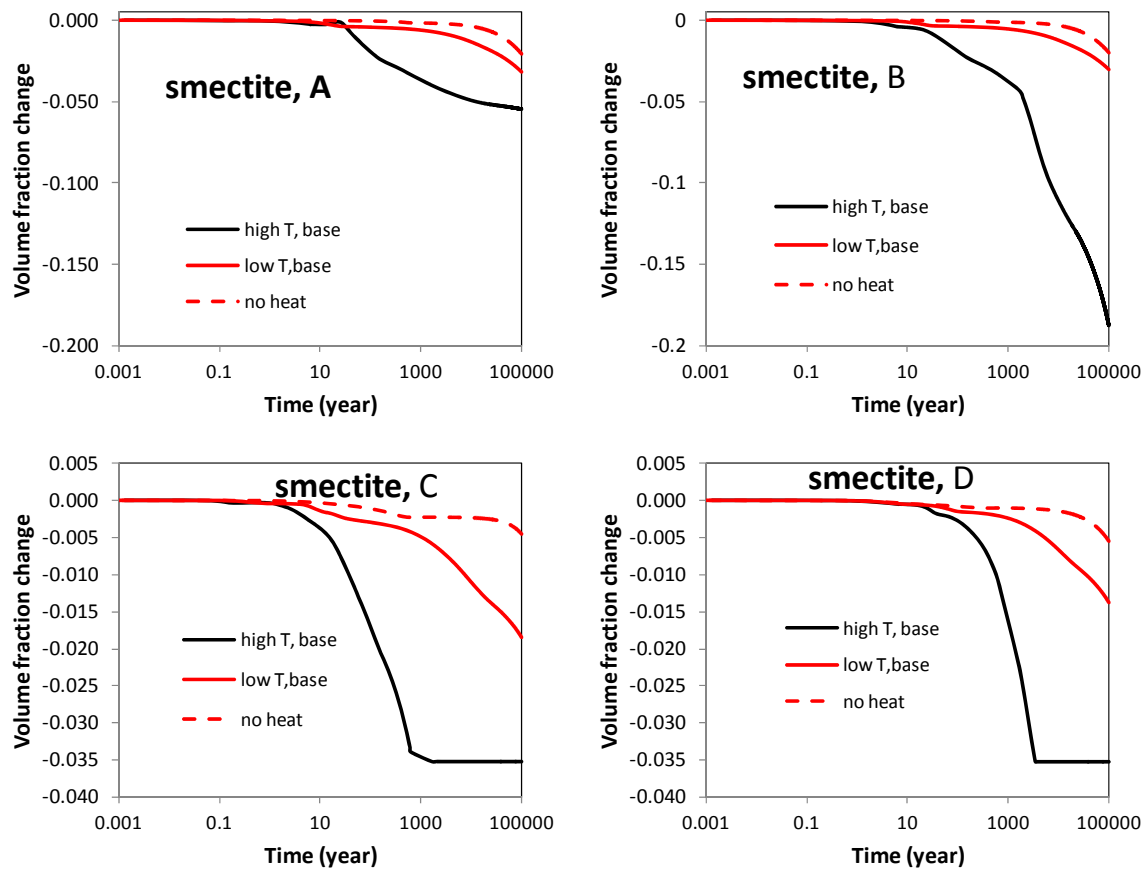 0.000
-0.050
-0.100
-0.150
-0.200
Volume fraction change
smectite, A
high T, base
low T,base
no heat
0.001 0.1 10 1000 100000
Time (year)
0
-0.05
-0.1
-0.15
-0.2
Volume fraction change
smectite, B
high T, base
low T,base
no heat
0.001 0.1 10 1000 100000
Time (year)
0.005
0.000
-0.005
-0.010
-0.015
-0.020
-0.025
-0.030
-0.035
-0.040
Volume fraction change
smectite, C
high T, base
low T,base
no heat
0.001 0.1 10 1000 100000
Time (year)
0.005
0.000
-0.005
-0.010
-0.015
-0.020
-0.025
-0.030
-0.035
-0.040
Volume fraction change
smectite, D
high T, base
low T,base
no heat
0.001 0.1 10 1000 100000
Time (year)